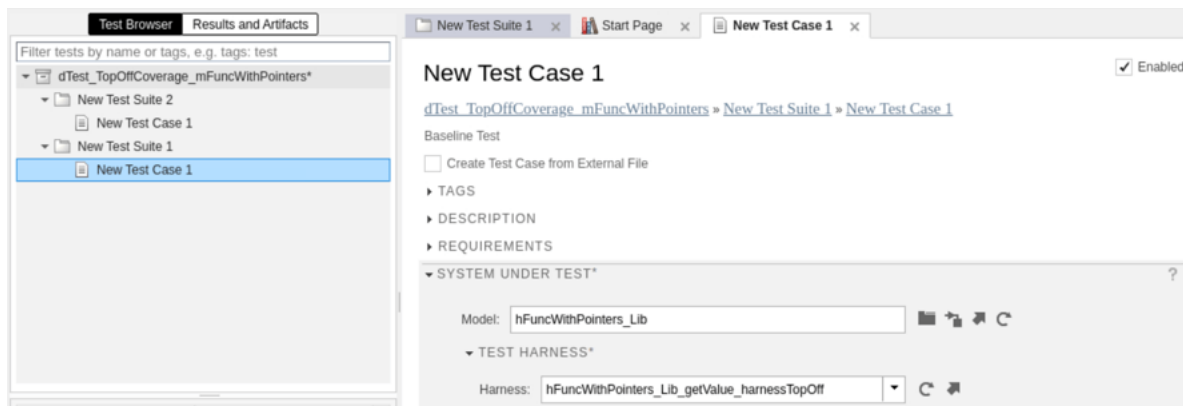 Test Browser Results and Artifacts
Filter tests by name or tags, e.g. tags: test
dTest_TopOffCoverage_mFuncWithPointers*
New Test Suite 2
New Test Case 1
New Test Suite 1
New Test Case 1
New Test Suite 1 Start Page New Test Case 1
New Test Case 1
Enabled
dTest_TopOffCoverage_mFuncWithPointers » New Test Suite 1 » New Test Case 1
Baseline Test
Create Test Case from External File
TAGS
DESCRIPTION
REQUIREMENTS
SYSTEM UNDER TEST*
?
Model: hFuncWithPointers_Lib
TEST HARNESS*
Harness: hFuncWithPointers_Lib_getValue_harnessTopOff